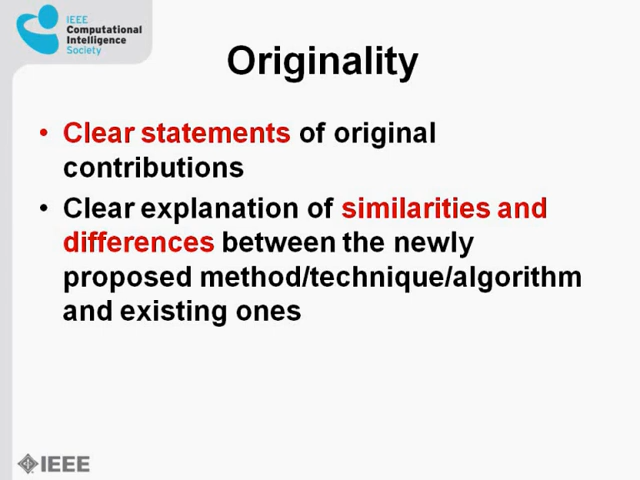 IEEE
Computational
Intelligence
Society
Originality
• Clear statements of original
contributions
• Clear explanation of similarities and
differences between the newly
proposed method/technique/algorithm
and existing ones
IEEE